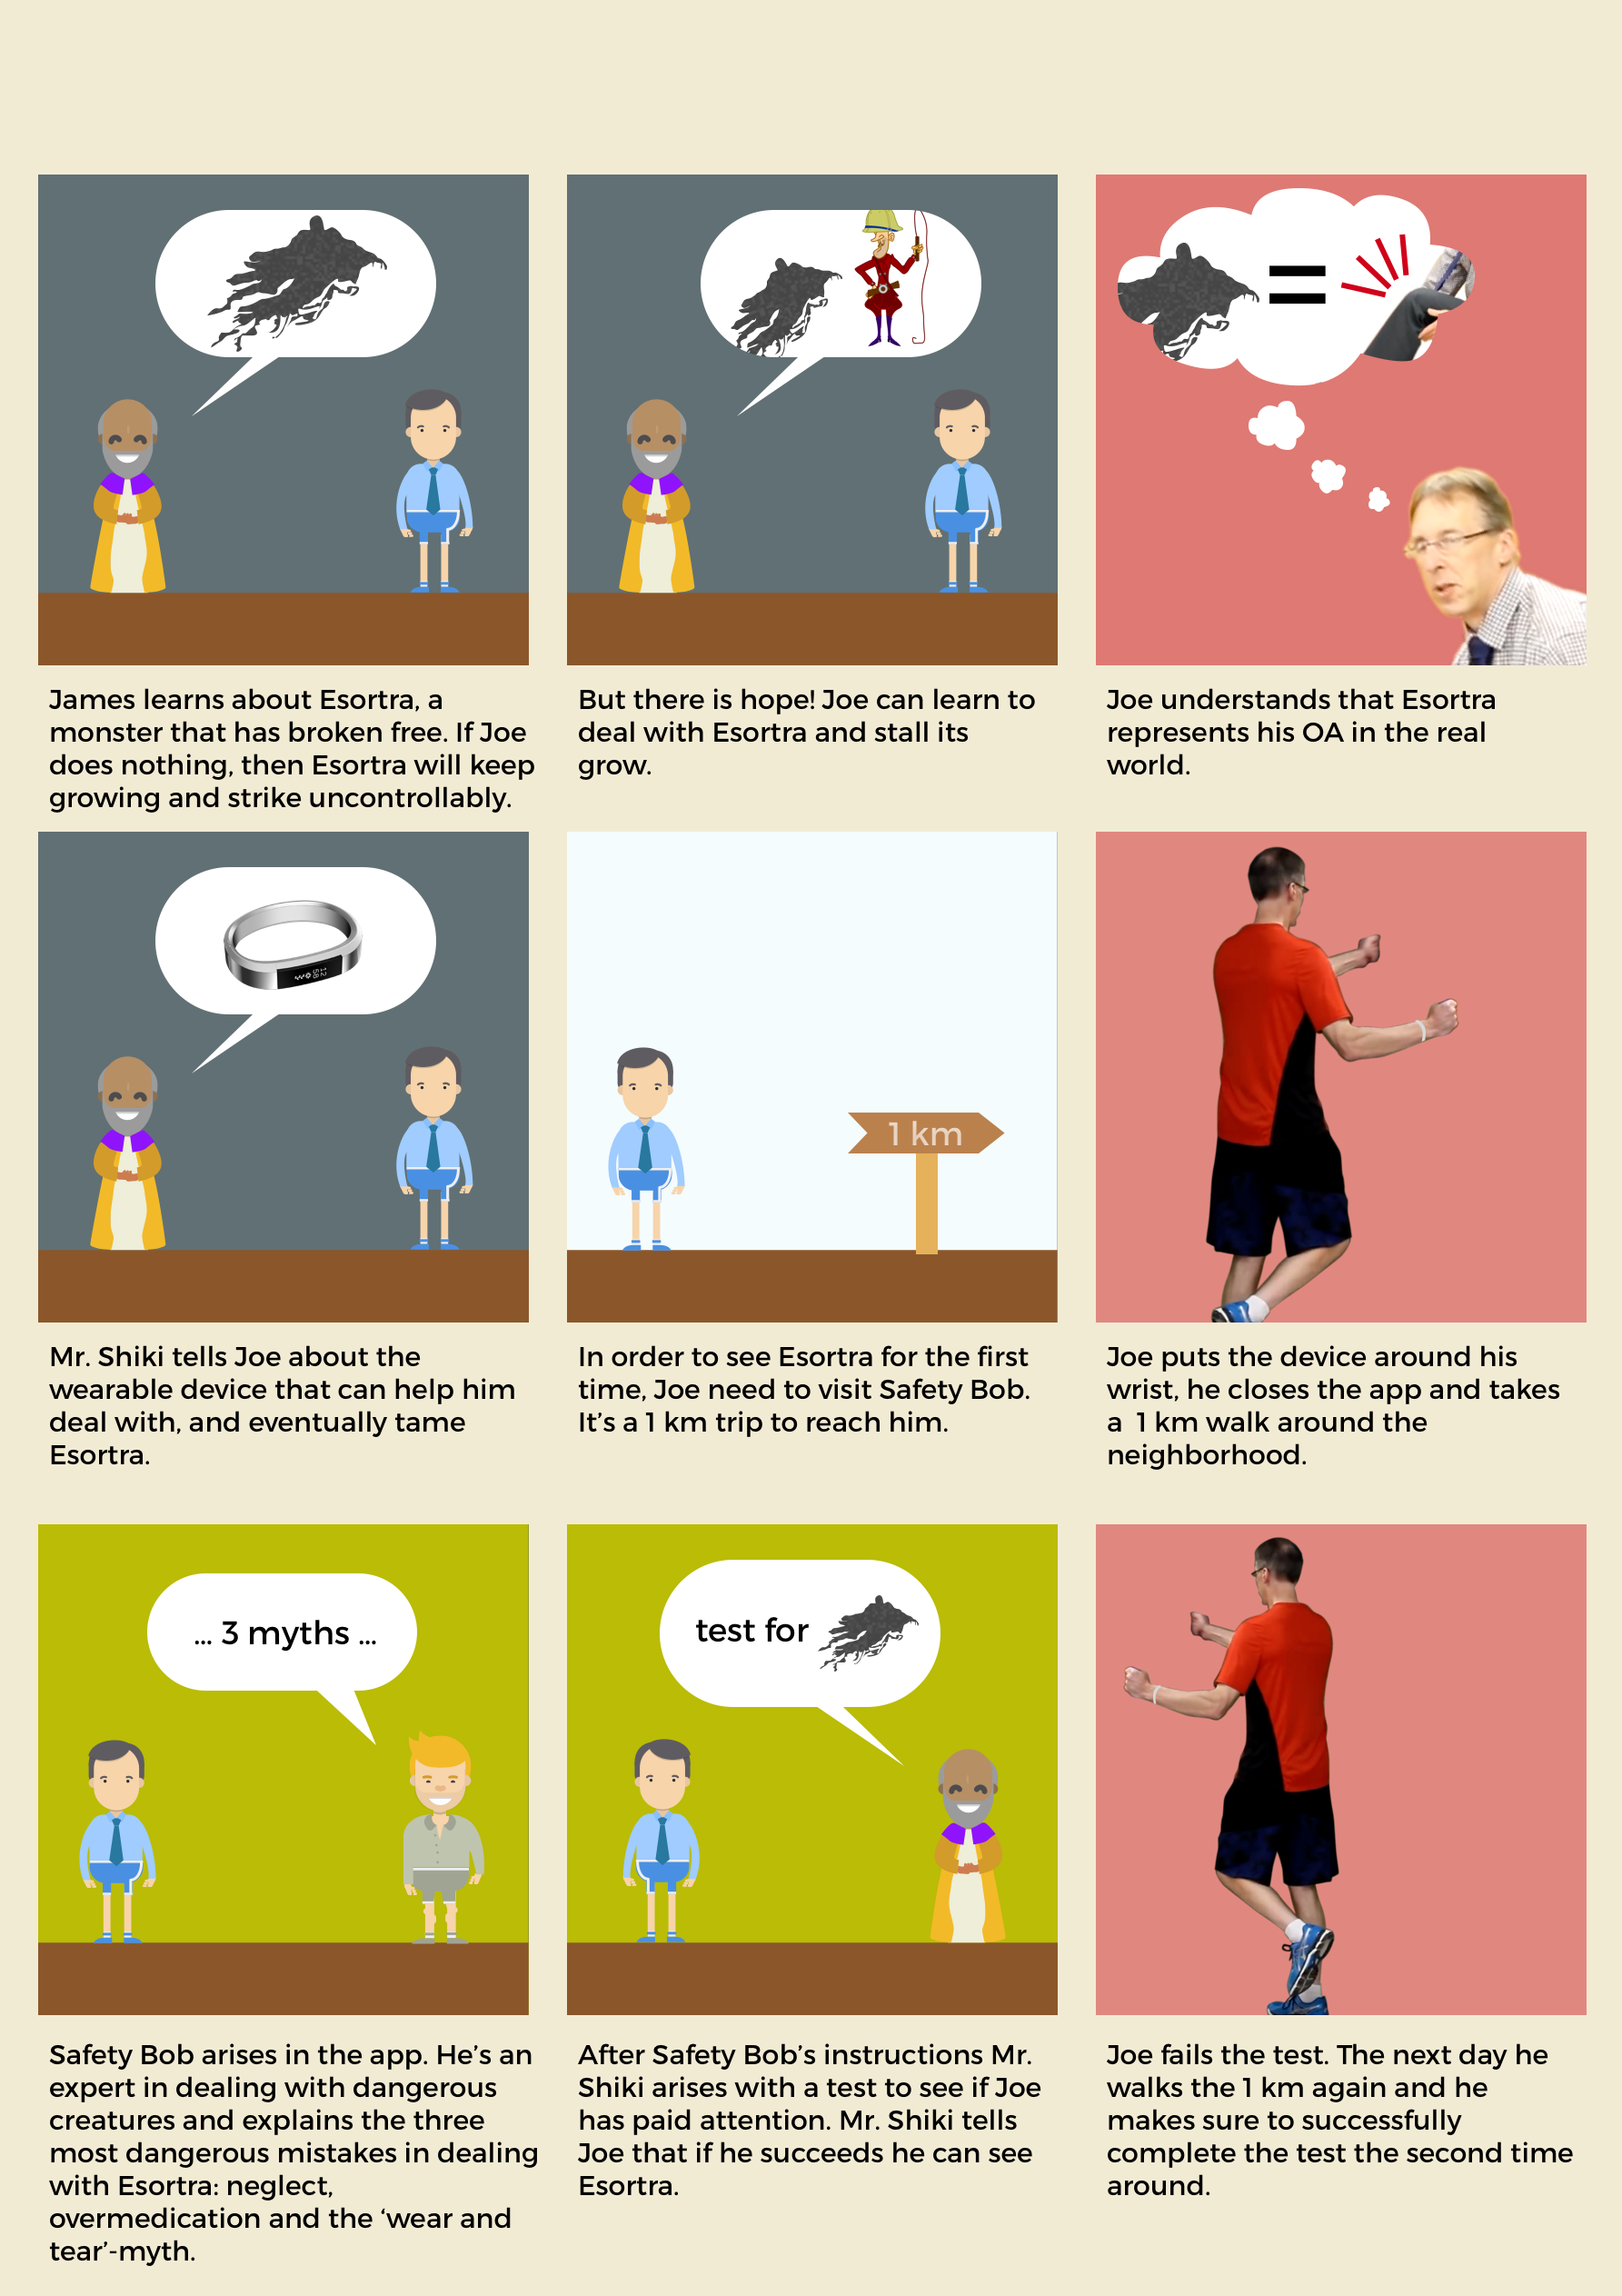 James learns about Esortra, a
monster that has broken free. If Joe
does nothing, then Esortra will keep
growing and strike uncontrollably.
But there is hope! Joe can learn to
deal with Esortra and stall its
grow.
Joe understands that Esortra
represents his OA in the real
world.
Mr. Shiki tells Joe about the
wearable device that can help him
deal with, and eventually tame
Esortra.
1 km
In order to see Esortra for the first
time, Joe need to visit Safety Bob.
It’s a 1 km trip to reach him.
Joe puts the device around his
wrist, he closes the app and takes
a  1 km walk around the
neighborhood.
... 3 myths ...
Safety Bob arises in the app. He’s an
expert in dealing with dangerous
creatures and explains the three
most dangerous mistakes in dealing
with Esortra: neglect,
overmedication and the ‘wear and
tear’-myth.
test for
After Safety Bob’s instructions Mr.
Shiki arises with a test to see if Joe
has paid attention. Mr. Shiki tells
Joe that if he succeeds he can see
Esortra.
Joe fails the test. The next day he
walks the 1 km again and he
makes sure to successfully
complete the test the second time
around.